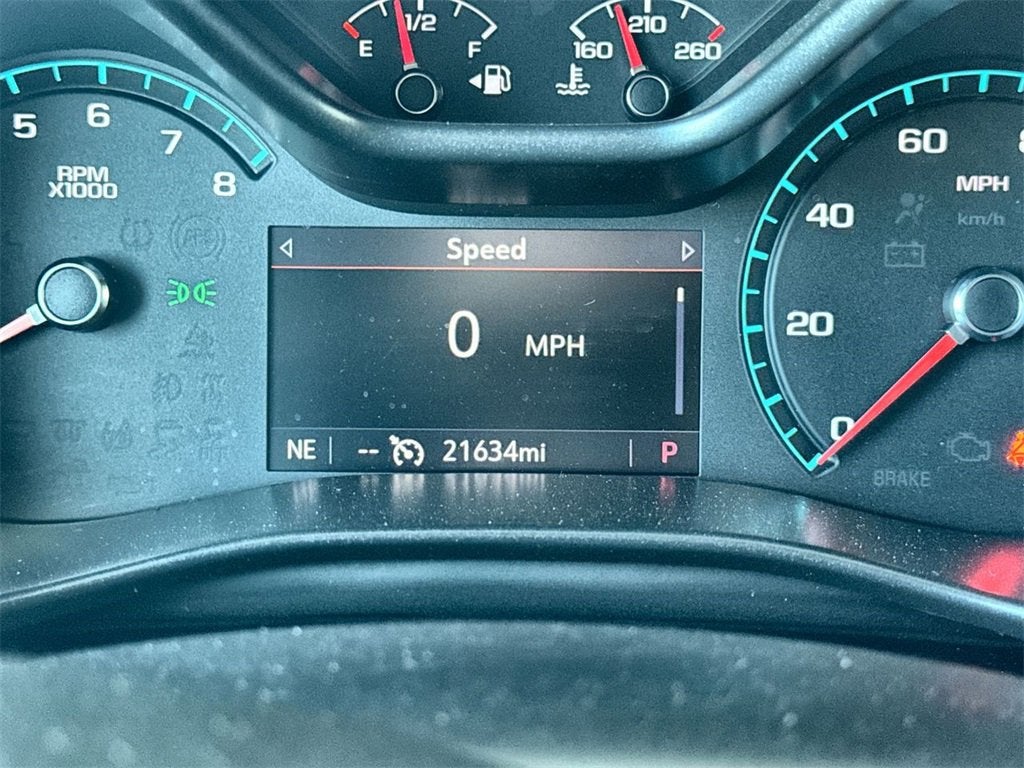 E 1/2 F
160 210 260
5 6 7 8
RPM
X1000
ABS
Speed
0 MPH
NE -- 21634mi P
0 20 40 60
MPH
km/h
BRAKE